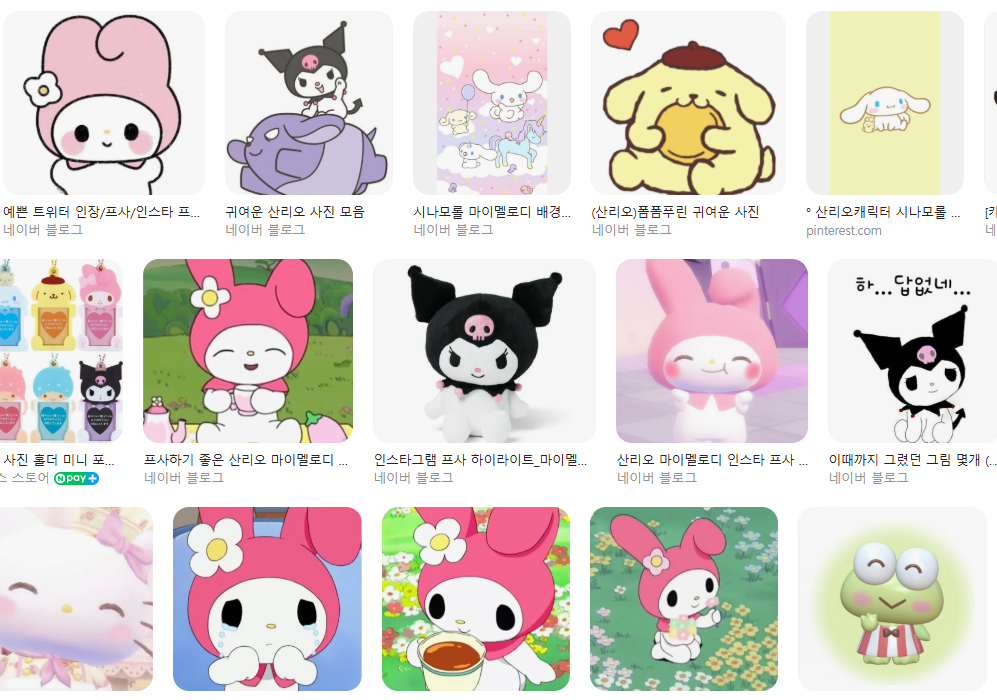 예쁜 트위터 인장/프사/인스타 프...
네이버 블로그
귀여운 산리오 사진 모음
네이버 블로그
시나모롤 마이멜로디 배경...
네이버 블로그
(산리오)폼폼푸린 귀여운 사진
네이버 블로그
° 산리오캐릭터 시나모롤 ...
pinterest.com
하...답없네...
사진 홀더 미니 포...
스 스토어 N pay +
프사하기 좋은 산리오 마이멜로디 ...
네이버 블로그
인스타그램 프사 하이라이트_마이멜...
네이버 블로그
산리오 마이멜로디 인스타 프사 ...
네이버 블로그
이때까지 그렸던 그림 몇개 (...
네이버 블로그